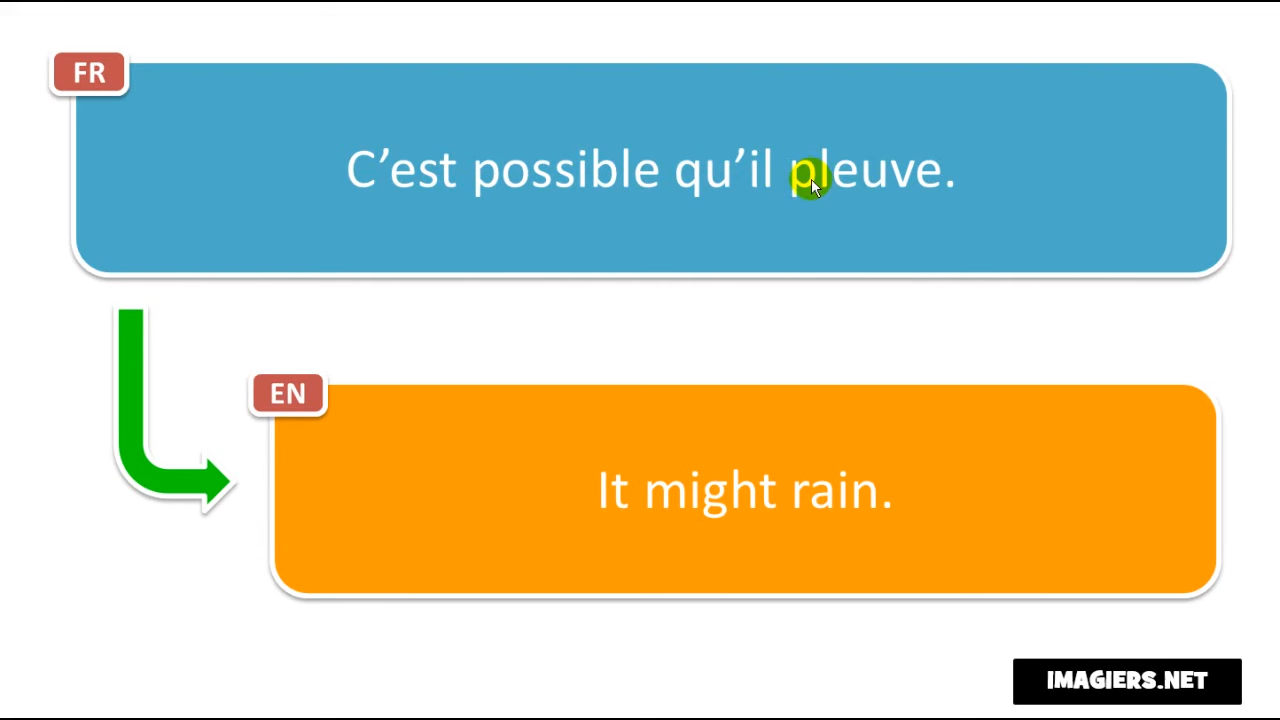 FR
C’est possible qu’il pleuve.
EN
It might rain.
IMAGIERS.NET